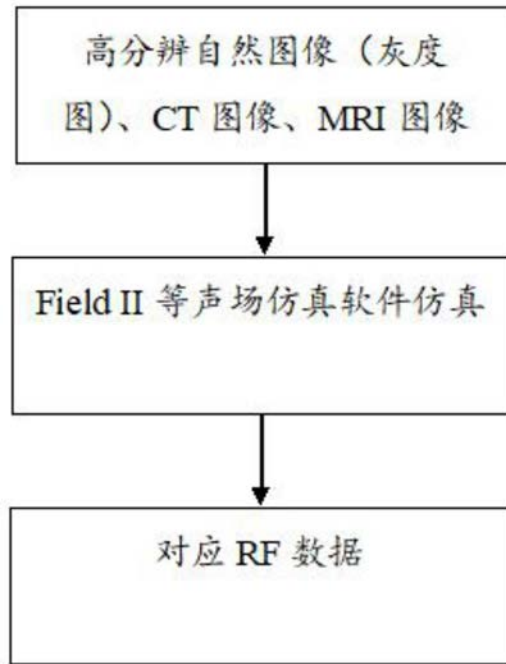 高分辨自然图像（灰度
图）、CT 图像、MRI 图像
Field II 等声场仿真软件仿真
对应 RF 数据